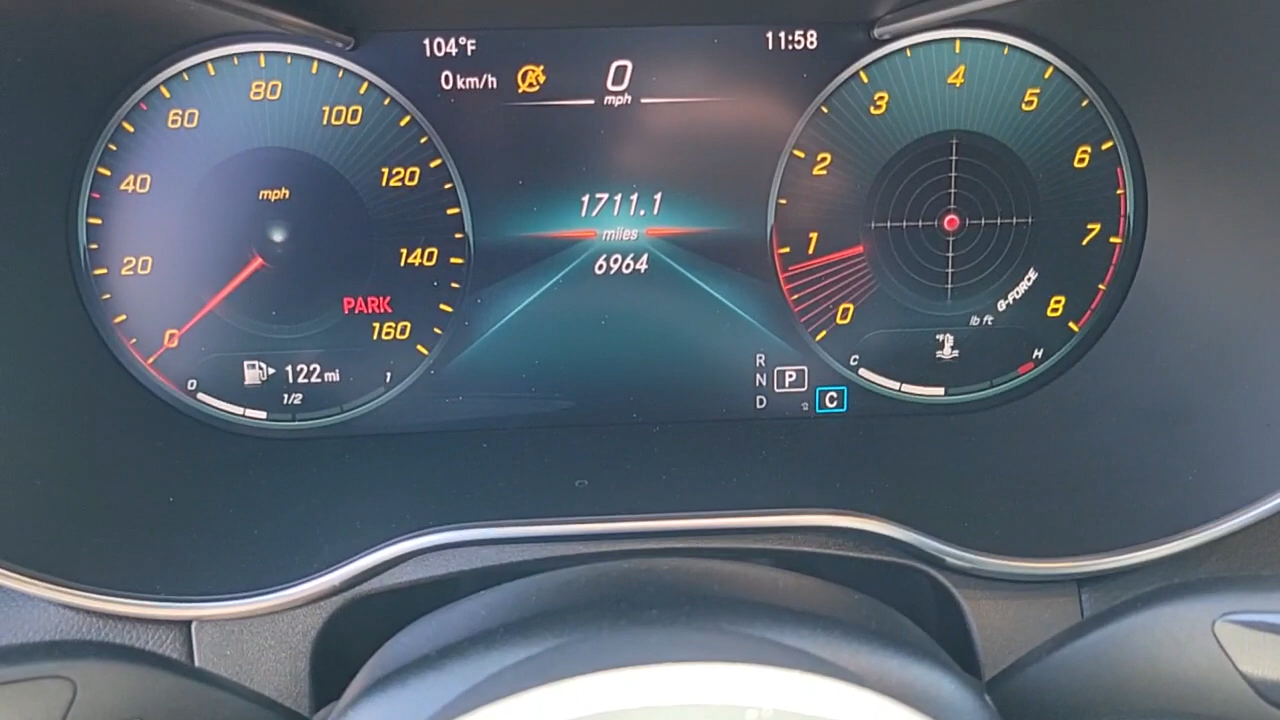 104°F
11:58
0 km/h
A
0
mph
20
40
60
80
100
120
140
160
0
mph
PARK
122 mi
0
1/2
1
1711.1
miles
6964
R
N
P
D
C
0
1
2
3
4
5
6
7
8
G-FORCE
lb ft
°F
C
H